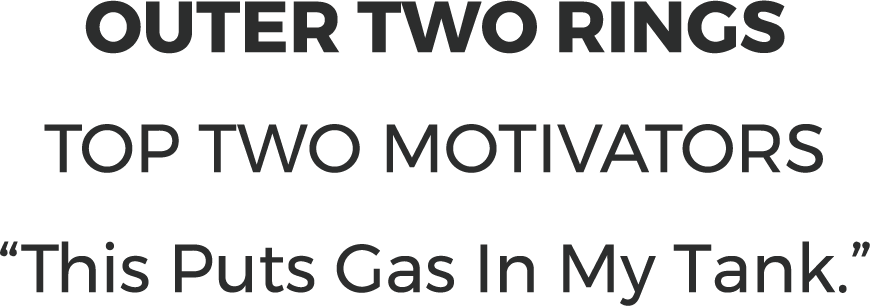 OUTER TWO RINGS
TOP TWO MOTIVATORS
“This Puts Gas In My Tank.”